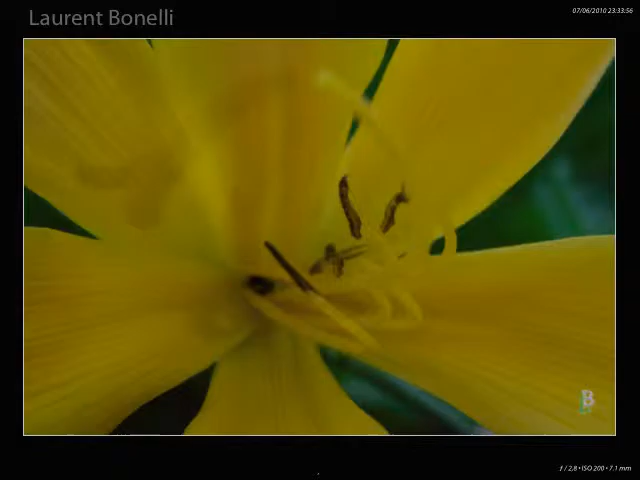 Laurent Bonelli
07/06/2010 23:33:56
B
ƒ / 2,8 • ISO 200 • 7.1 mm